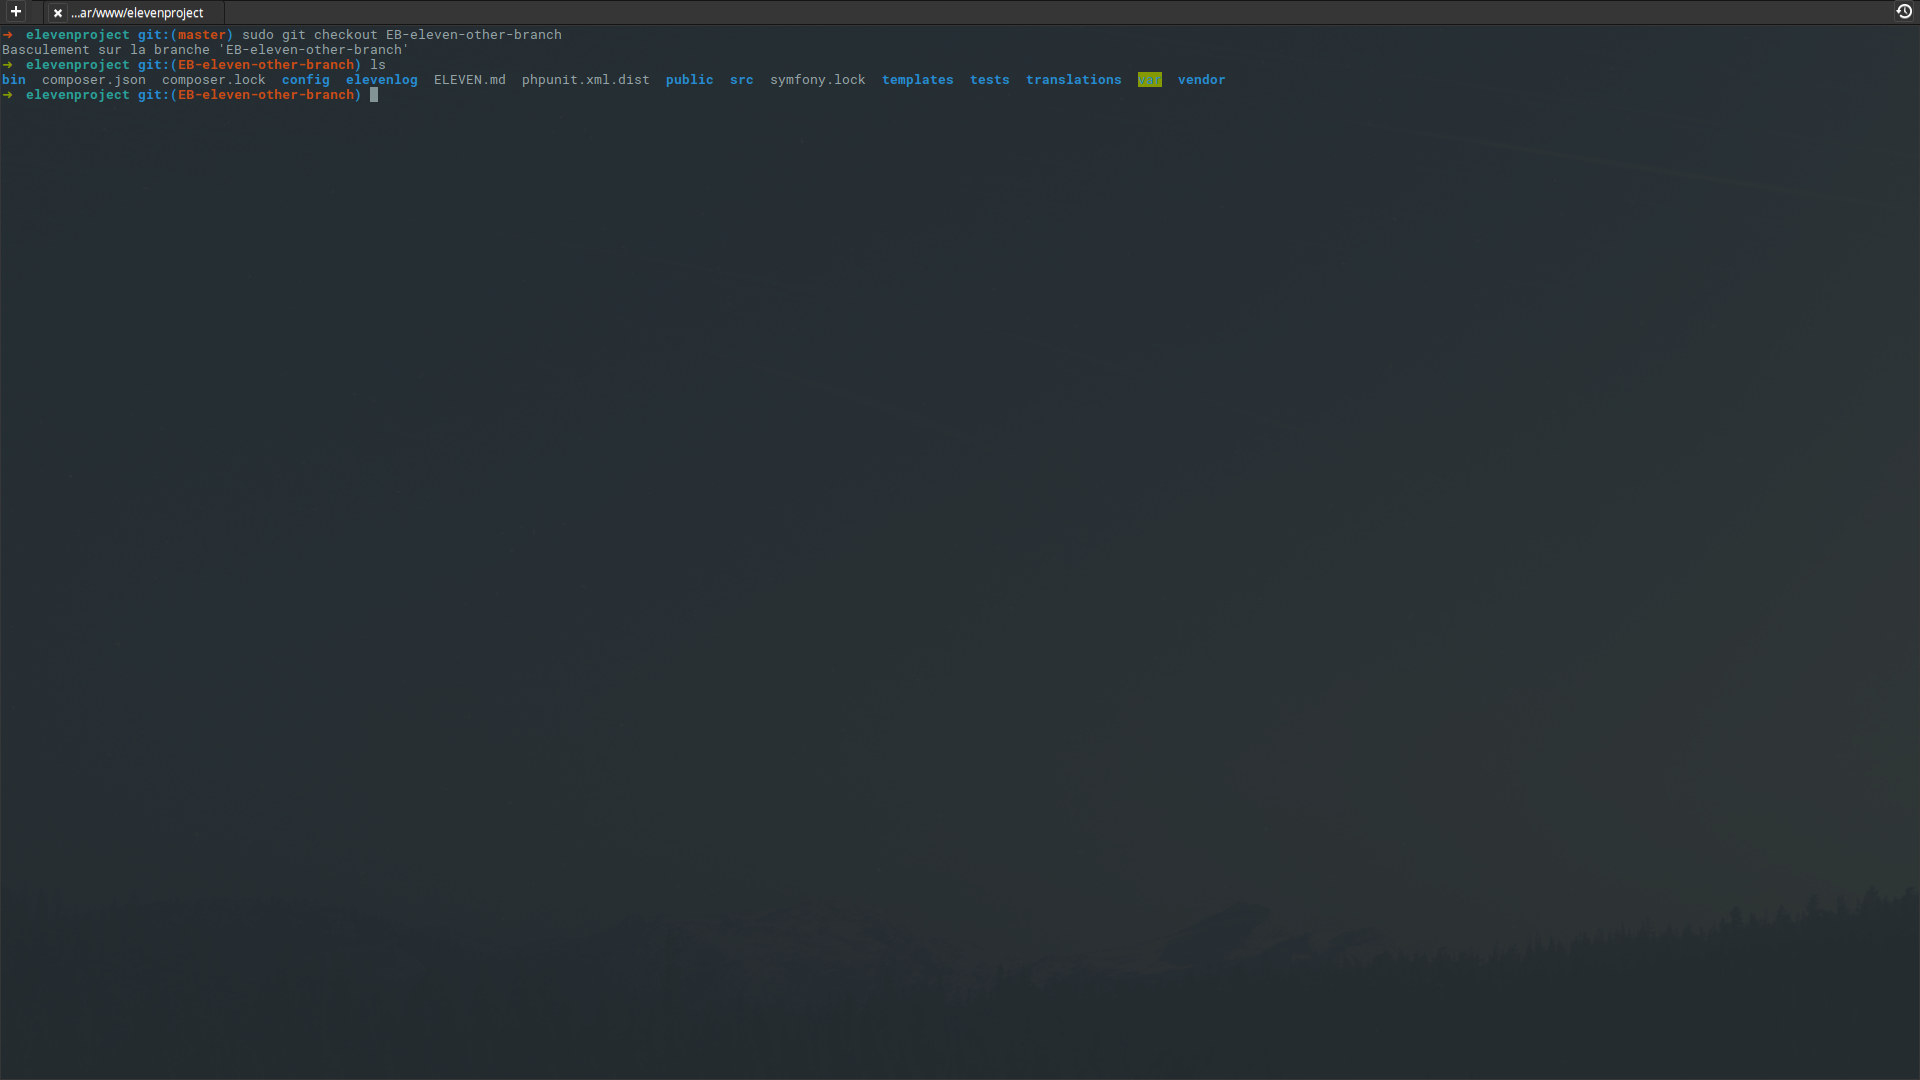 ...ar/www/elevenproject
➜  elevenproject git:(master) sudo git checkout EB-eleven-other-branch
Basculement sur la branche 'EB-eleven-other-branch'
➜  elevenproject git:(EB-eleven-other-branch) ls
bin  composer.json  composer.lock  config  elevenlog  ELEVEN.md  phpunit.xml.dist  public  src  symfony.lock  templates  tests  translations  var  vendor
➜  elevenproject git:(EB-eleven-other-branch)